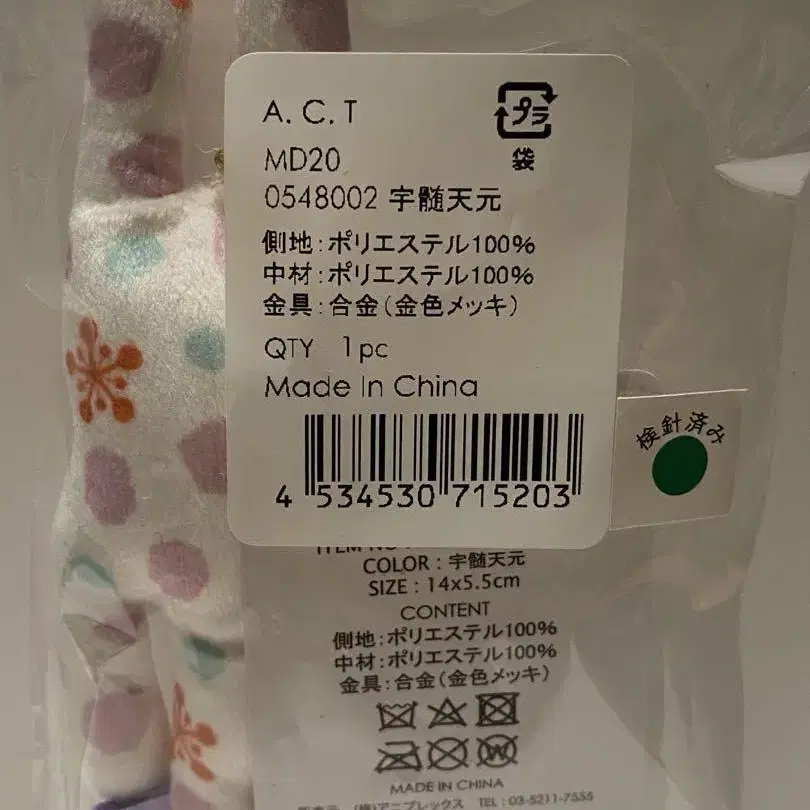 A.C.T
プラ
袋
MD20
0548002 宇髄天元
側地:ポリエステル100%
中材:ポリエステル100%
金具:合金(金色メッキ)
QTY 1pc
Made In China
4 534530 715203
検針済み
ITEM NO
COLOR : 宇髄天元
SIZE : 14x5.5cm
CONTENT
側地:ポリエステル100%
中材:ポリエステル100%
金具:合金(金色メッキ)
W
MADE IN CHINA
(株)アニプレックス TEL : 03-5211-7555